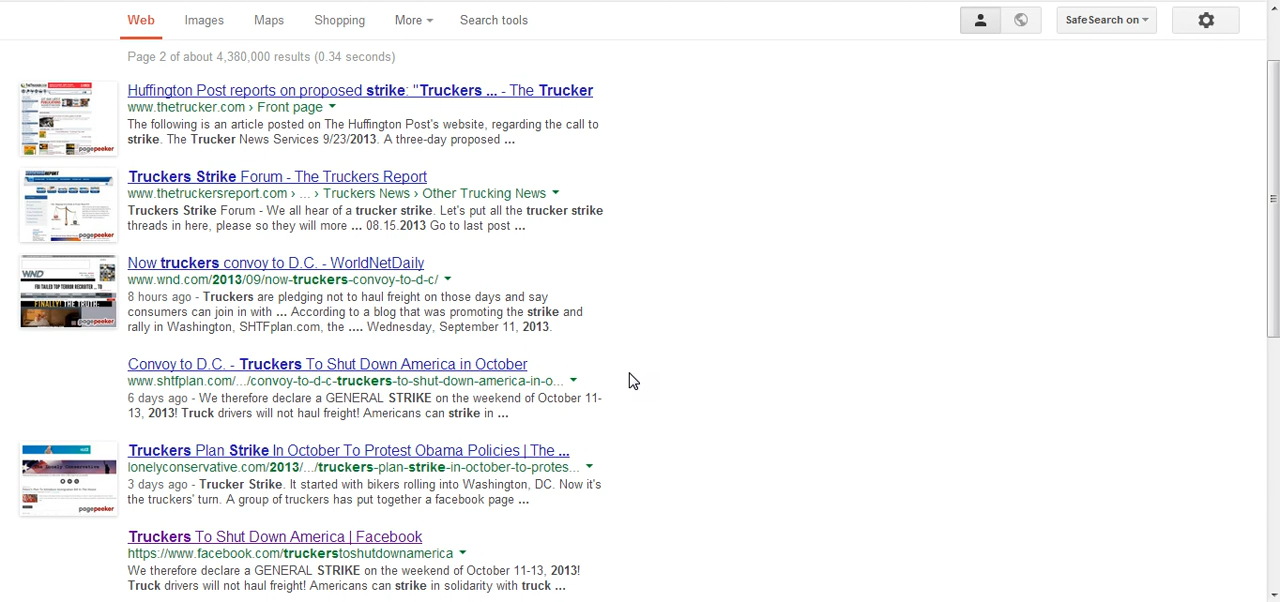 Web Images Maps Shopping More Search tools SafeSearch on
Page 2 of about 4,380,000 results (0.34 seconds)
Huffington Post reports on proposed strike: "Truckers ... - The Trucker
www.thetrucker.com › Front page
The following is an article posted on The Huffington Post's website, regarding the call to
strike. The Trucker News Services 9/23/2013. A three-day proposed ...
pagepeeker
Truckers Strike Forum - The Truckers Report
www.thetruckersreport.com › ... › Truckers News › Other Trucking News
Truckers Strike Forum - We all hear of a trucker strike. Let's put all the trucker strike
threads in here, please so they will more ... 08.15.2013 Go to last post ...
pagepeeker
Now truckers convoy to D.C. - WorldNetDaily
www.wnd.com/2013/09/now-truckers-convoy-to-d-c/
WND
8 hours ago - Truckers are pledging not to haul freight on those days and say
consumers can join in with ... According to a blog that was promoting the strike and
rally in Washington, SHTFplan.com, the .... Wednesday, September 11, 2013.
pagepeeker
Convoy to D.C. - Truckers To Shut Down America in October
www.shtfplan.com/.../convoy-to-d-c-truckers-to-shut-down-america-in-o...
6 days ago - We therefore declare a GENERAL STRIKE on the weekend of October 11-
13, 2013! Truck drivers will not haul freight! Americans can strike in ...
Truckers Plan Strike In October To Protest Obama Policies | The ...
lonelyconservative.com/2013/.../truckers-plan-strike-in-october-to-protes...
3 days ago - Trucker Strike. It started with bikers rolling into Washington, DC. Now it's
the truckers' turn. A group of truckers has put together a facebook page ...
pagepeeker
Truckers To Shut Down America | Facebook
https://www.facebook.com/truckerstoshutdownamerica
We therefore declare a GENERAL STRIKE on the weekend of October 11-13, 2013!
Truck drivers will not haul freight! Americans can strike in solidarity with truck ...